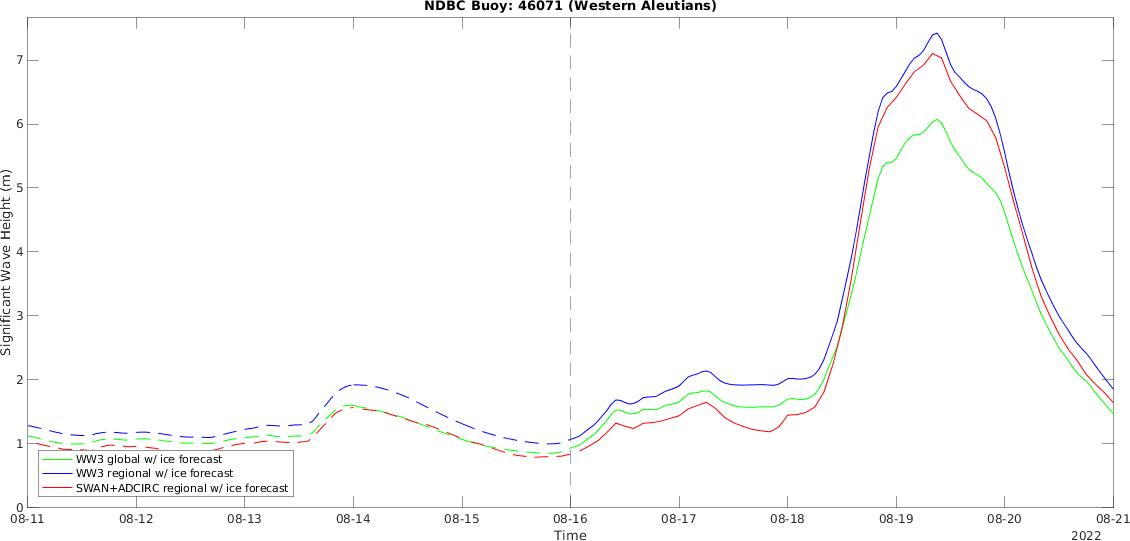 NDBC Buoy: 46071 (Western Aleutians)
7
6
5
4
3
2
1
0
Significant Wave Height (m)
WW3 global w/ ice forecast
WW3 regional w/ ice forecast
SWAN+ADCIRC regional w/ ice forecast
08-11 08-12 08-13 08-14 08-15 08-16 08-17 08-18 08-19 08-20 08-21
Time
2022